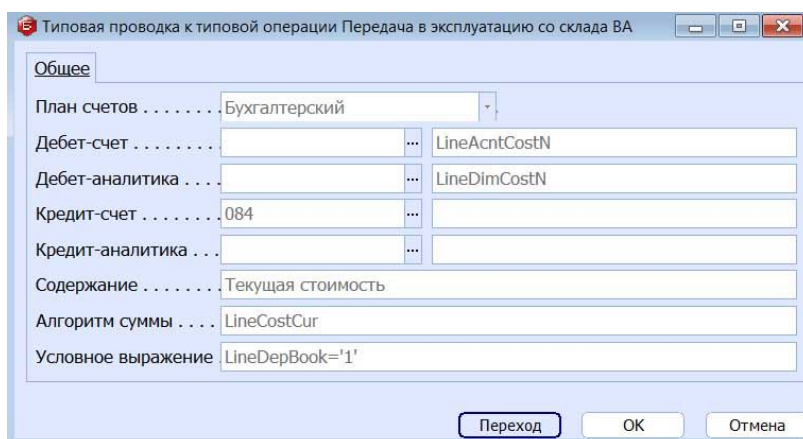 Типовая проводка к типовой операции Передача в эксплуатацию со склада ВА
Общее
План счетов . . . . . . . . Бухгалтерский
Дебет-счет . . . . . . . . . ... LineAcntCostN
Дебет-аналитика . . . . ... LineDimCostN
Кредит-счет . . . . . . . . 084 ...
Кредит-аналитика . . . ...
Содержание . . . . . . . . Текущая стоимость
Алгоритм суммы . . . . LineCostCur
Условное выражение . LineDepBook='1'
Переход OK Отмена